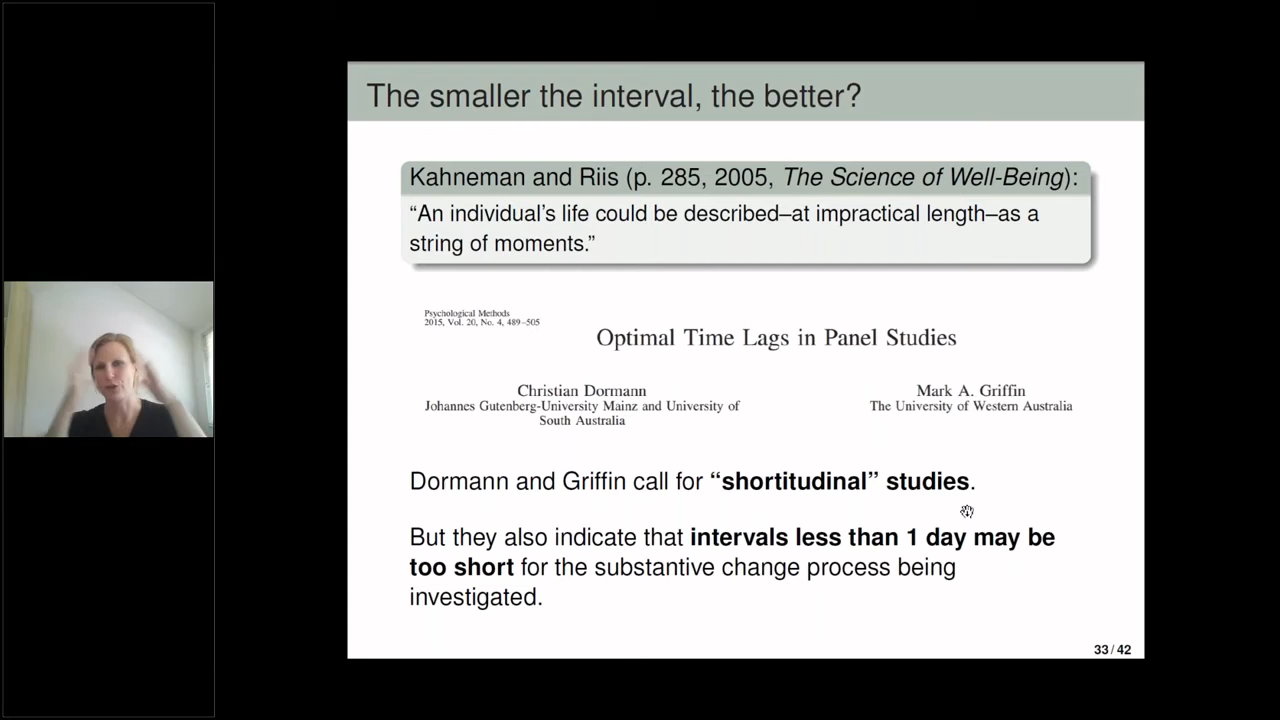 The smaller the interval, the better?
Kahneman and Riis (p. 285, 2005, The Science of Well-Being):
“An individual’s life could be described–at impractical length–as a
string of moments.”
Psychological Methods
2015, Vol. 20, No. 4, 489–505
Optimal Time Lags in Panel Studies
Christian Dormann
Johannes Gutenberg-University Mainz and University of
South Australia
Mark A. Griffin
The University of Western Australia
Dormann and Griffin call for “shortitudinal” studies.
But they also indicate that intervals less than 1 day may be
too short for the substantive change process being
investigated.
33 / 42